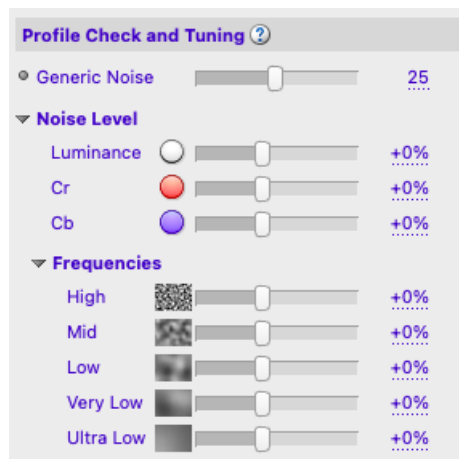 Profile Check and Tuning ?
Generic Noise 25
Noise Level
Luminance +0%
Cr +0%
Cb +0%
Frequencies
High +0%
Mid +0%
Low +0%
Very Low +0%
Ultra Low +0%